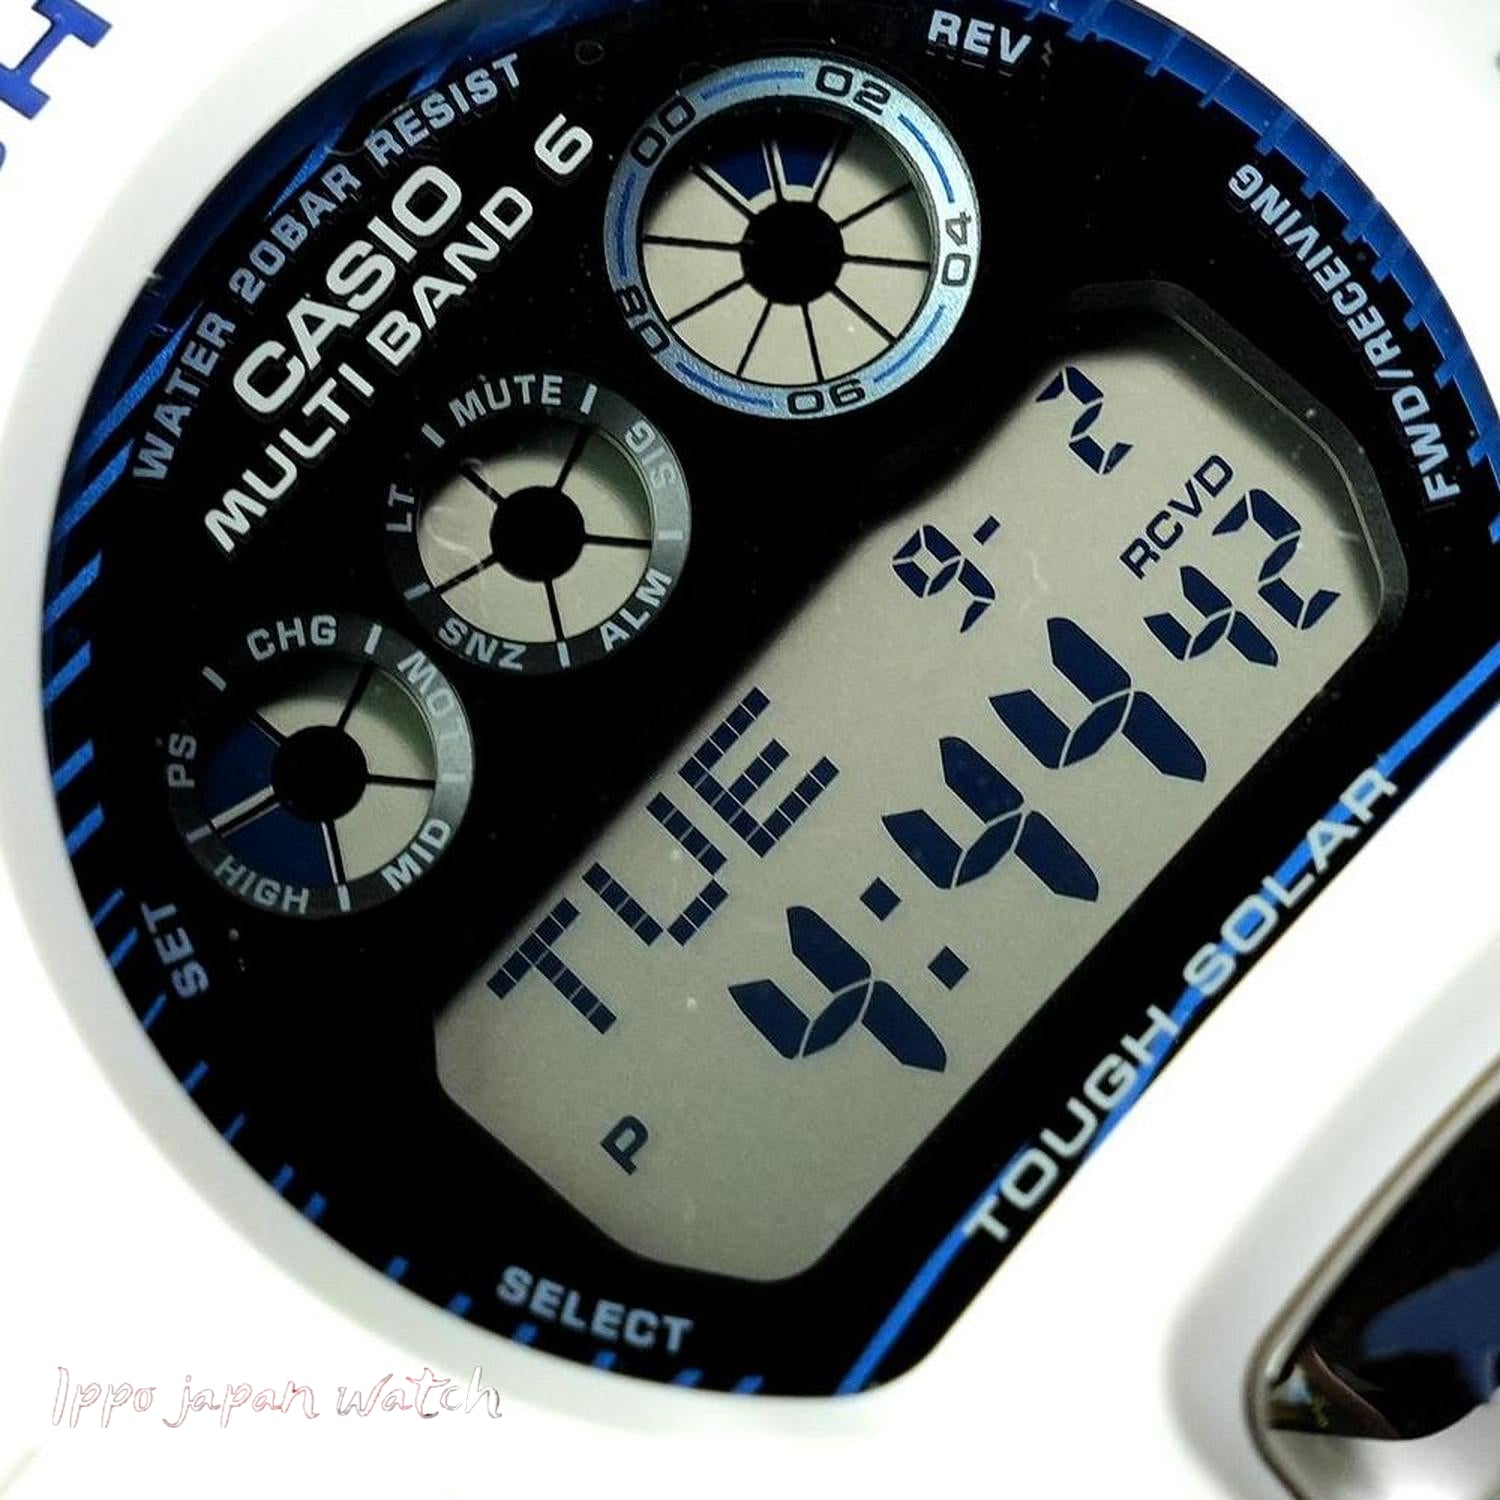 REV
WATER 20BAR RESIST
CASIO
MULTI BAND 6
00 02 04 06 08
FWD/RECEIVING
MUTE SIG ALM SNZ LT
CHG MID HIGH PS
SET
TUE 9-2
RCVD
P 4:44 42
TOUGH SOLAR
SELECT
Ippo japan watch